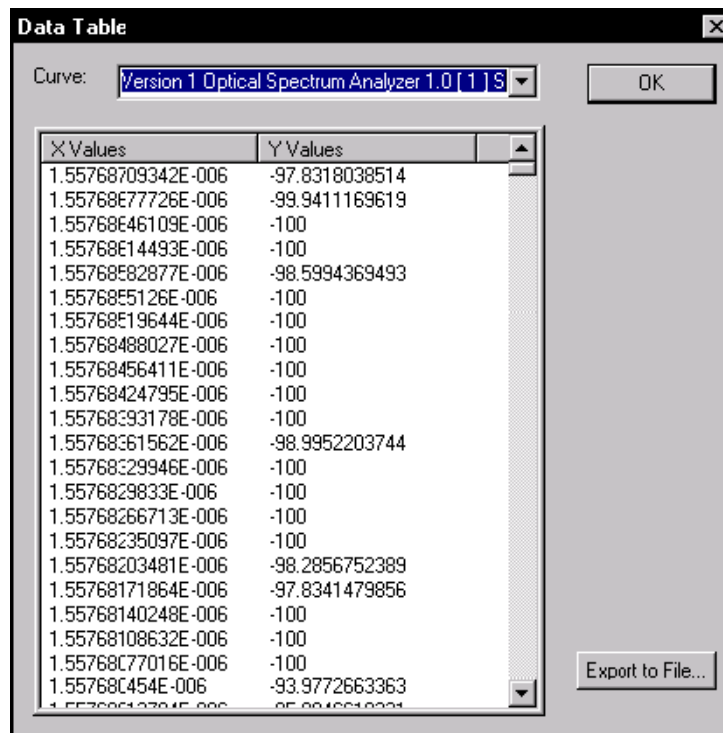 Data Table
Curve: Version 1 Optical Spectrum Analyzer 1.0 [ 1 ] S
OK
X Values Y Values
1.55768709342E-006 -97.8318038514
1.55768677726E-006 -99.9411169619
1.55768646109E-006 -100
1.55768614493E-006 -100
1.55768582877E-006 -98.5994369493
1.5576855126E-006 -100
1.55768519644E-006 -100
1.55768488027E-006 -100
1.55768456411E-006 -100
1.55768424795E-006 -100
1.55768393178E-006 -100
1.55768361562E-006 -98.9952203744
1.55768329946E-006 -100
1.5576829833E-006 -100
1.55768266713E-006 -100
1.55768235097E-006 -100
1.55768203481E-006 -98.2856752389
1.55768171864E-006 -97.8341479856
1.55768140248E-006 -100
1.55768108632E-006 -100
1.55768077016E-006 -100
1.557680454E-006 -93.9772663363
Export to File...